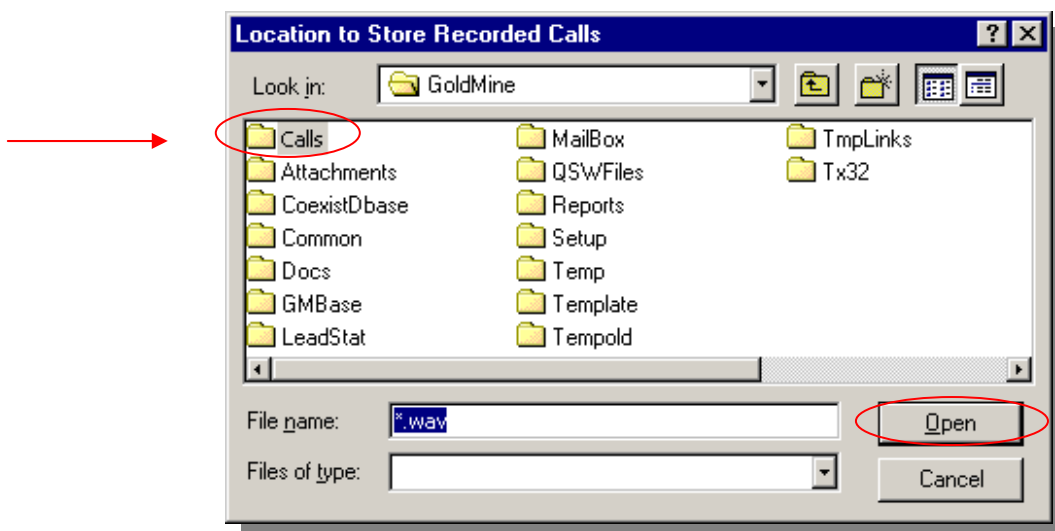 Location to Store Recorded Calls
Look in: GoldMine
Calls MailBox TmpLinks
Attachments QSWFiles Tx32
CoexistDbase Reports
Common Setup
Docs Temp
GMBase Template
LeadStat Tempold
File name: *.wav Open
Files of type: Cancel